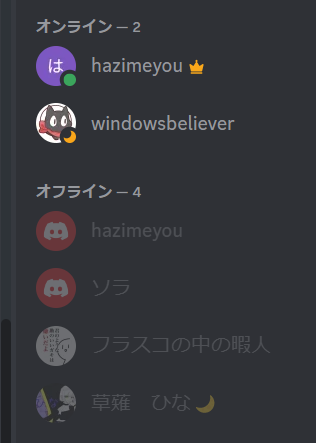 オンライン — 2
は hazimeyou
windowsbeliever
オフライン — 4
hazimeyou
ソラ
フラスコの中の暇人
草薙　ひな🌙